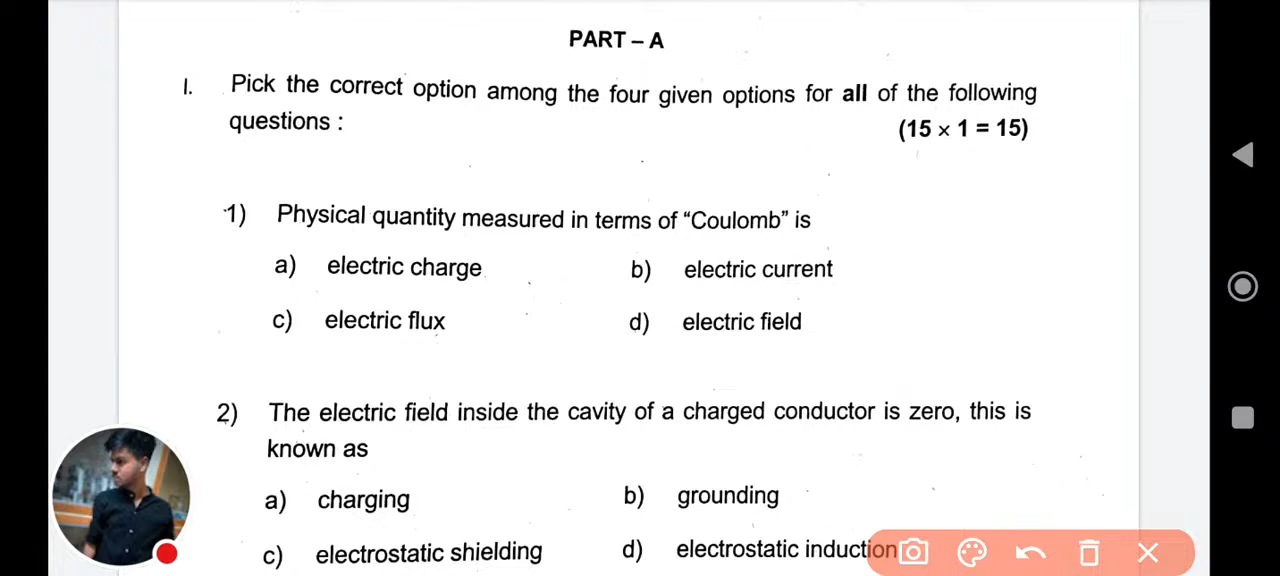 PART – A
I. Pick the correct option among the four given options for all of the following
questions : (15 × 1 = 15)
1) Physical quantity measured in terms of “Coulomb” is
a) electric charge b) electric current
c) electric flux d) electric field
2) The electric field inside the cavity of a charged conductor is zero, this is
known as
a) charging b) grounding
c) electrostatic shielding d) electrostatic induction